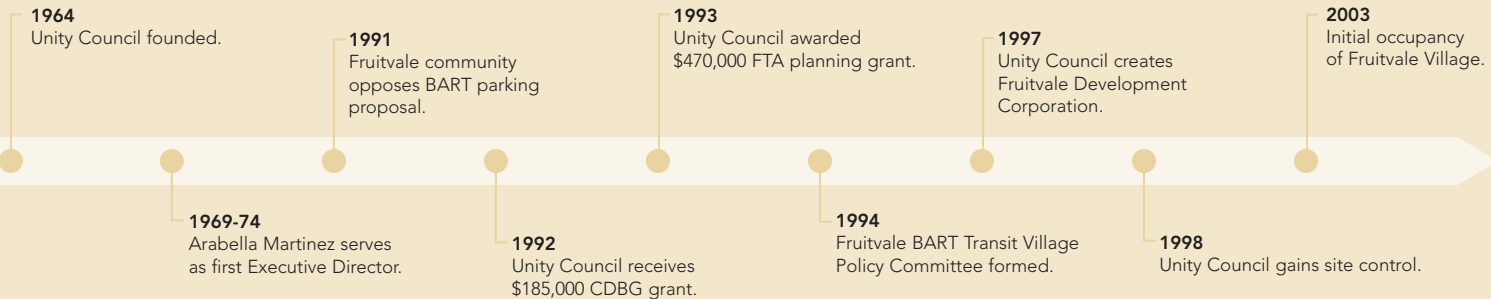 1964
Unity Council founded.
1969-74
Arabella Martinez serves
as first Executive Director.
1991
Fruitvale community
opposes BART parking
proposal.
1992
Unity Council receives
$185,000 CDBG grant.
1993
Unity Council awarded
$470,000 FTA planning grant.
1994
Fruitvale BART Transit Village
Policy Committee formed.
1997
Unity Council creates
Fruitvale Development
Corporation.
1998
Unity Council gains site control.
2003
Initial occupancy
of Fruitvale Village.